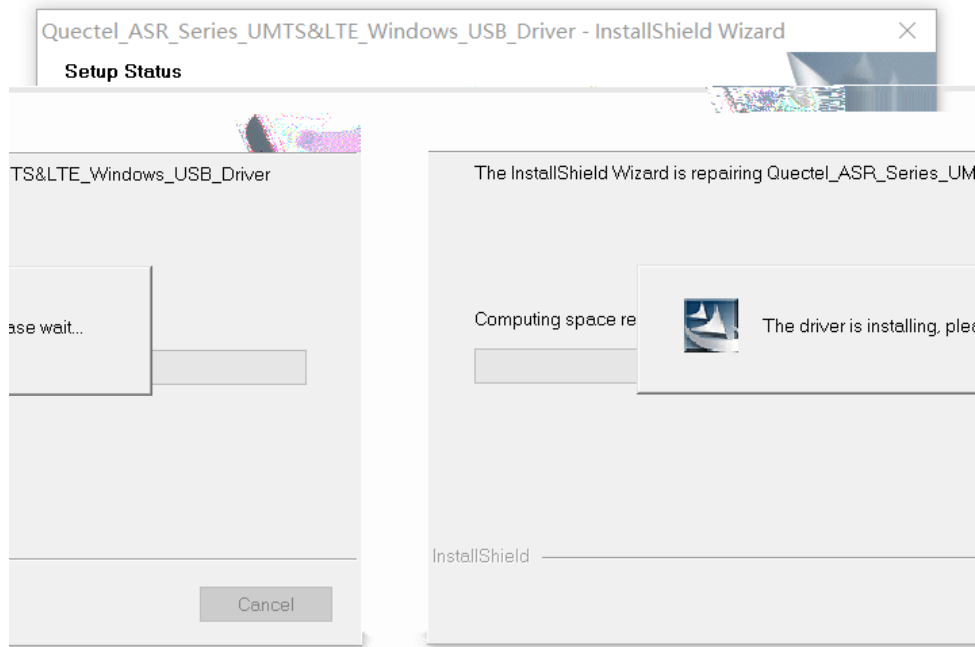 Quectel_ASR_Series_UMTS&LTE_Windows_USB_Driver - InstallShield Wizard
Setup Status
TS&LTE_Windows_USB_Driver
The InstallShield Wizard is repairing Quectel_ASR_Series_UM
ase wait...
Computing space re
The driver is installing, plea
InstallShield
Cancel